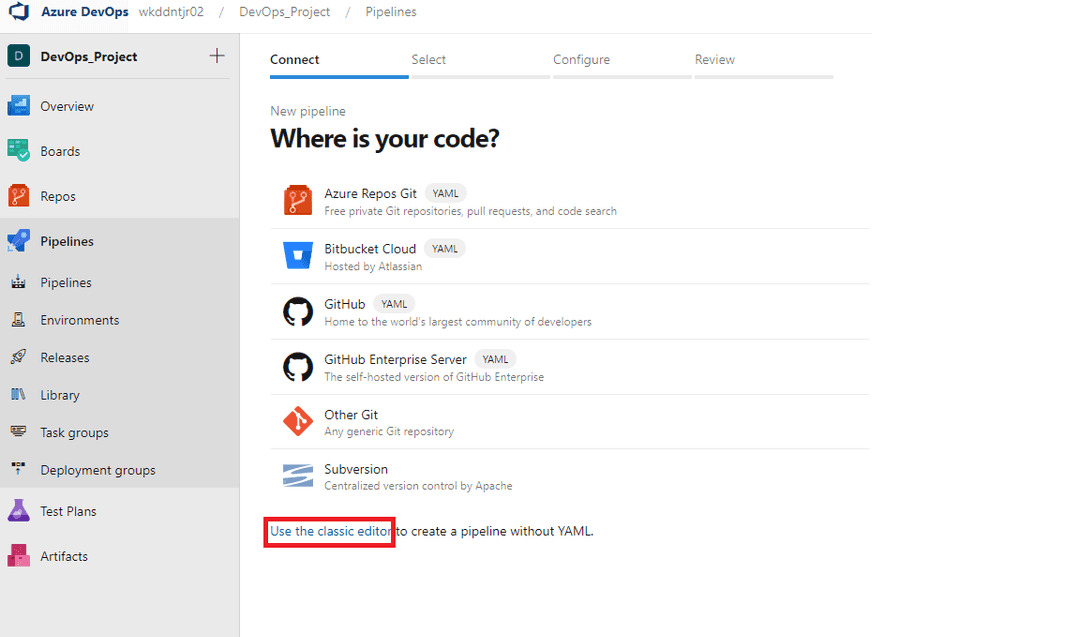 Azure DevOps wkddntjr02 / DevOps_Project / Pipelines
D DevOps_Project +
Overview
Boards
Repos
Pipelines
Pipelines
Environments
Releases
Library
Task groups
Deployment groups
Test Plans
Artifacts
Connect Select Configure Review
New pipeline
Where is your code?
Azure Repos Git YAML
Free private Git repositories, pull requests, and code search
Bitbucket Cloud YAML
Hosted by Atlassian
GitHub YAML
Home to the world's largest community of developers
GitHub Enterprise Server YAML
The self-hosted version of GitHub Enterprise
Other Git
Any generic Git repository
Subversion
Centralized version control by Apache
Use the classic editor to create a pipeline without YAML.